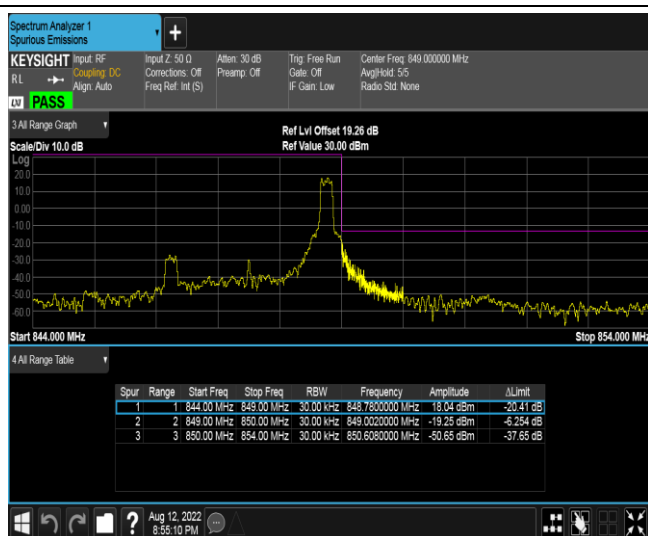 Spectrum Analyzer 1
Spurious Emissions
+
KEYSIGHT Input: RF Input Z: 50 Ω Atten: 30 dB Trig: Free Run Center Freq: 849.000000 MHz
RL Coupling: DC Corrections: Off Preamp: Off Gate: Off Avg|Hold: 5/5
Align: Auto Freq Ref: Int (S) IF Gain: Low Radio Std: None
LXI PASS
3 All Range Graph
Ref Lvl Offset 19.26 dB
Scale/Div 10.0 dB Ref Value 30.00 dBm
Log
20.0
10.0
0.00
-10.0
-20.0
-30.0
-40.0
-50.0
-60.0
Start 844.000 MHz Stop 854.000 MHz
4 All Range Table
Spur Range Start Freq Stop Freq RBW Frequency Amplitude ΔLimit
1 1 844.00 MHz 849.00 MHz 30.00 kHz 848.7800000 MHz 18.04 dBm -20.41 dB
2 2 849.00 MHz 850.00 MHz 30.00 kHz 849.0020000 MHz -19.25 dBm -6.254 dB
3 3 850.00 MHz 854.00 MHz 30.00 kHz 850.6080000 MHz -50.65 dBm -37.65 dB
? Aug 12, 2022
8:55:10 PM